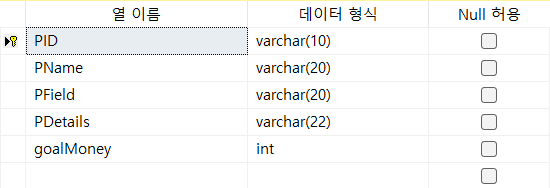 열 이름 데이터 형식 Null 허용
PID varchar(10)
PName varchar(20)
PField varchar(20)
PDetails varchar(22)
goalMoney int